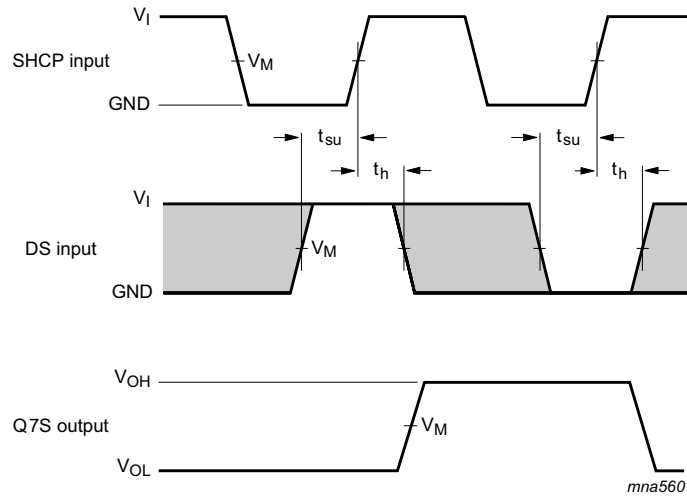 V_I
SHCP input
V_M
GND
t_su
t_su
t_h
t_h
V_I
DS input
V_M
GND
V_OH
Q7S output
V_M
V_OL
mna560